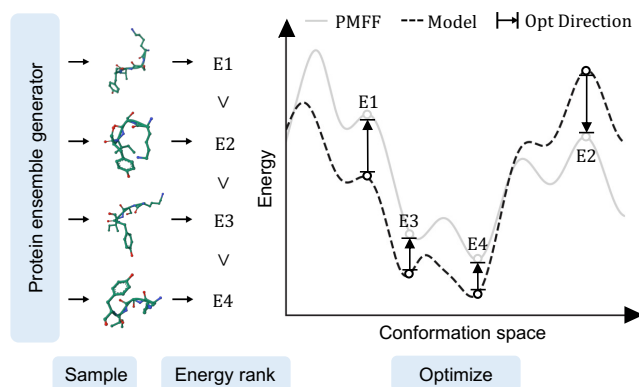 Protein ensemble generator
E1
∨
E2
∨
E3
∨
E4
Sample
Energy rank
PMFF
Model
Opt Direction
Energy
E1
E2
E3
E4
Conformation space
Optimize